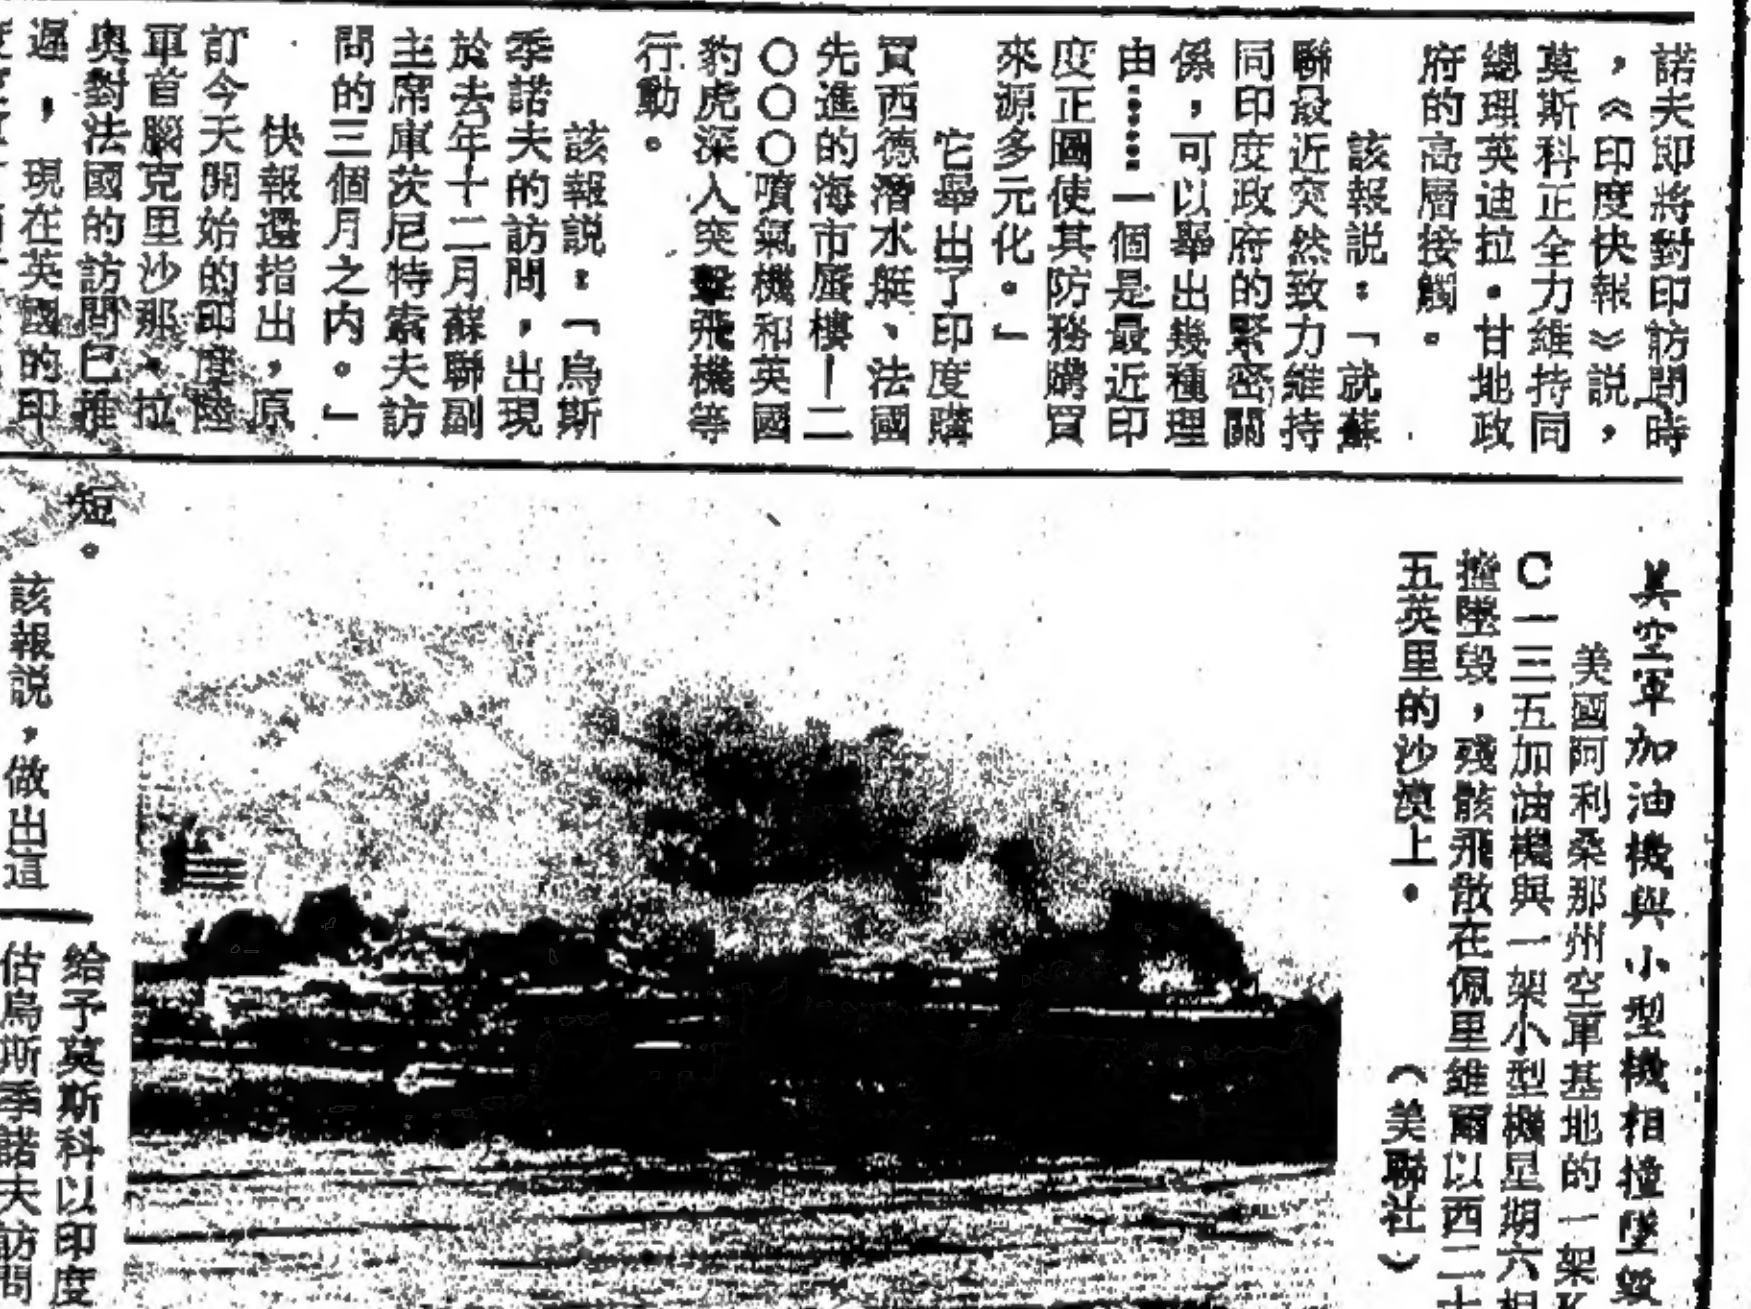 諾夫即將對印訪問時
，《印度快報》説，
莫斯科正全力維持同
總理英迪拉·甘地政
府的高層接觸。
該報説：「就蘇
聯最近突然致力維持
同印度政府的緊密關
係，可以舉出幾種理
由……一個是最近印
度正圖使其防務購買
來源多元化。」
它舉出了印度購
買西德潛水艇、法國
先進的海市蜃樓—二
〇〇〇噴氣機和英國
豹虎深入突擊飛機等
行動。
該報説：「烏斯
季諾夫的訪問，出現
於去年十二月蘇聯副
主席庫茨尼特索夫訪
問的三個月之内。」
快報還指出，原
訂今天開始的印度陸
軍首腦克里沙那·拉
奥對法國的訪問已推
遲，現在英國的印
短。
該報説，做出這
給予莫斯科以印度
估烏斯季諾夫訪問
美空軍加油機與小型機相撞墜毀
美國阿利桑那州空軍基地的一架K
C一三五加油機與一架小型機星期六相
撞墜毀，殘骸飛散在佩里維爾以西二十
五英里的沙漠上。
（美聯社）